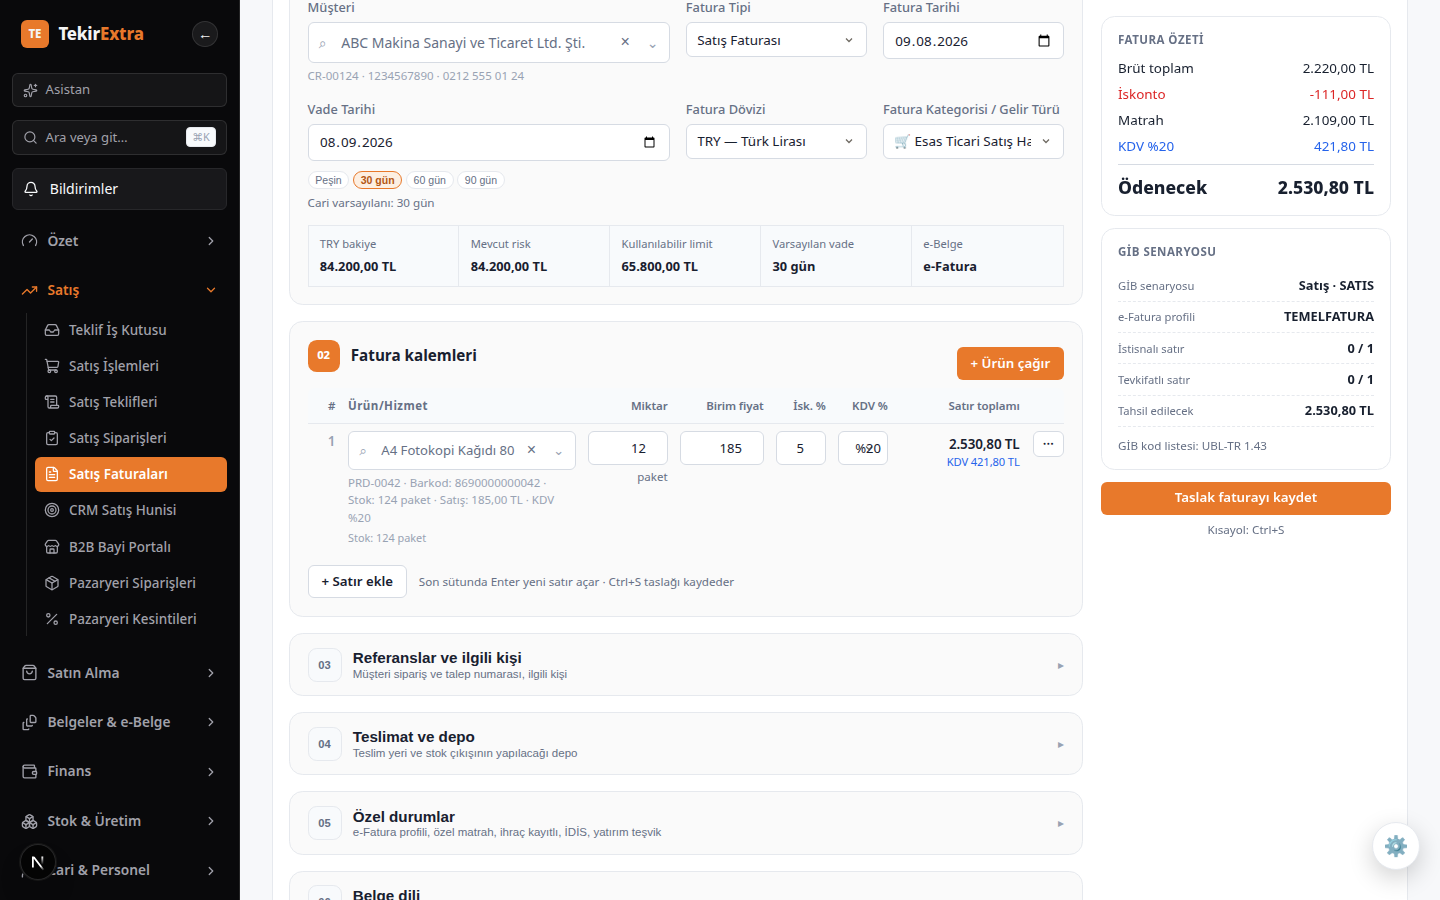 TE
TekirExtra
←
Asistan
Ara veya git...
⌘K
Bildirimler
Özet
Satış
Teklif İş Kutusu
Satış İşlemleri
Satış Teklifleri
Satış Siparişleri
Satış Faturaları
CRM Satış Hunisi
B2B Bayi Portalı
Pazaryeri Siparişleri
Pazaryeri Kesintileri
Satın Alma
Belgeler & e-Belge
Finans
Stok & Üretim
N
ari & Personel
Müşteri
Fatura Tipi
Fatura Tarihi
ABC Makina Sanayi ve Ticaret Ltd. Şti. ×
Satış Faturası
09.08.2026
CR-00124 · 1234567890 · 0212 555 01 24
Vade Tarihi
Fatura Dövizi
Fatura Kategorisi / Gelir Türü
08.09.2026
TRY — Türk Lirası
🛒 Esas Ticari Satış Ha
Peşin 30 gün 60 gün 90 gün
Cari varsayılanı: 30 gün
TRY bakiye
84.200,00 TL
Mevcut risk
84.200,00 TL
Kullanılabilir limit
65.800,00 TL
Varsayılan vade
30 gün
e-Belge
e-Fatura
02
Fatura kalemleri
+ Ürün çağır
# Ürün/Hizmet Miktar Birim fiyat İsk. % KDV % Satır toplamı
1 A4 Fotokopi Kağıdı 80 × 12 185 5 %20 2.530,80 TL ···
paket
KDV 421,80 TL
PRD-0042 · Barkod: 8690000000042 ·
Stok: 124 paket · Satış: 185,00 TL · KDV
%20
Stok: 124 paket
+ Satır ekle
Son sütunda Enter yeni satır açar · Ctrl+S taslağı kaydeder
03
Referanslar ve ilgili kişi
Müşteri sipariş ve talep numarası, ilgili kişi
04
Teslimat ve depo
Teslim yeri ve stok çıkışının yapılacağı depo
05
Özel durumlar
e-Fatura profili, özel matrah, ihraç kayıtlı, İDİS, yatırım teşvik
Belge dili
FATURA ÖZETİ
Brüt toplam 2.220,00 TL
İskonto -111,00 TL
Matrah 2.109,00 TL
KDV %20 421,80 TL
Ödenecek 2.530,80 TL
GİB SENARYOSU
GİB senaryosu Satış · SATIS
e-Fatura profili TEMELFATURA
İstisnalı satır 0 / 1
Tevkifatlı satır 0 / 1
Tahsil edilecek 2.530,80 TL
GİB kod listesi: UBL-TR 1.43
Taslak faturayı kaydet
Kısayol: Ctrl+S